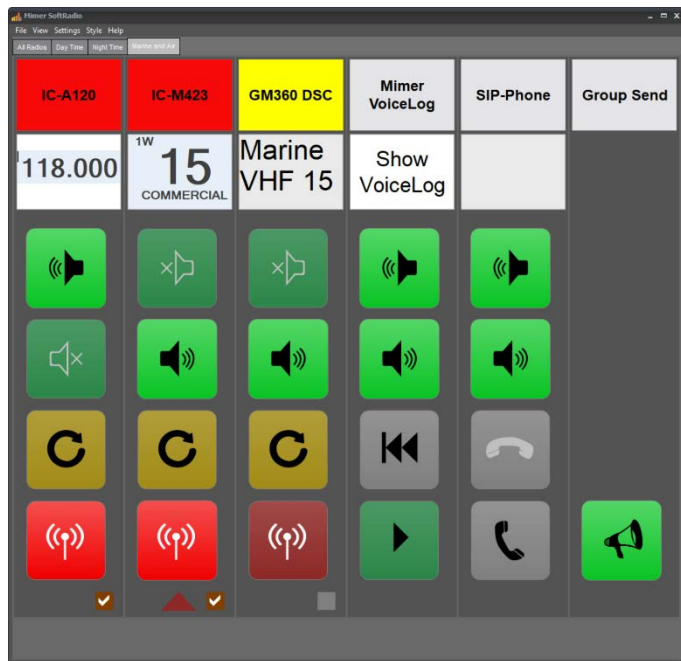 Mimer SoftRadio
File View Settings Style Help
All Radios Day Time Night Time Marine and Air
IC-A120 IC-M423 GM360 DSC Mimer VoiceLog SIP-Phone Group Send
118.000
1W
15
COMMERCIAL
Marine
VHF 15
Show
VoiceLog